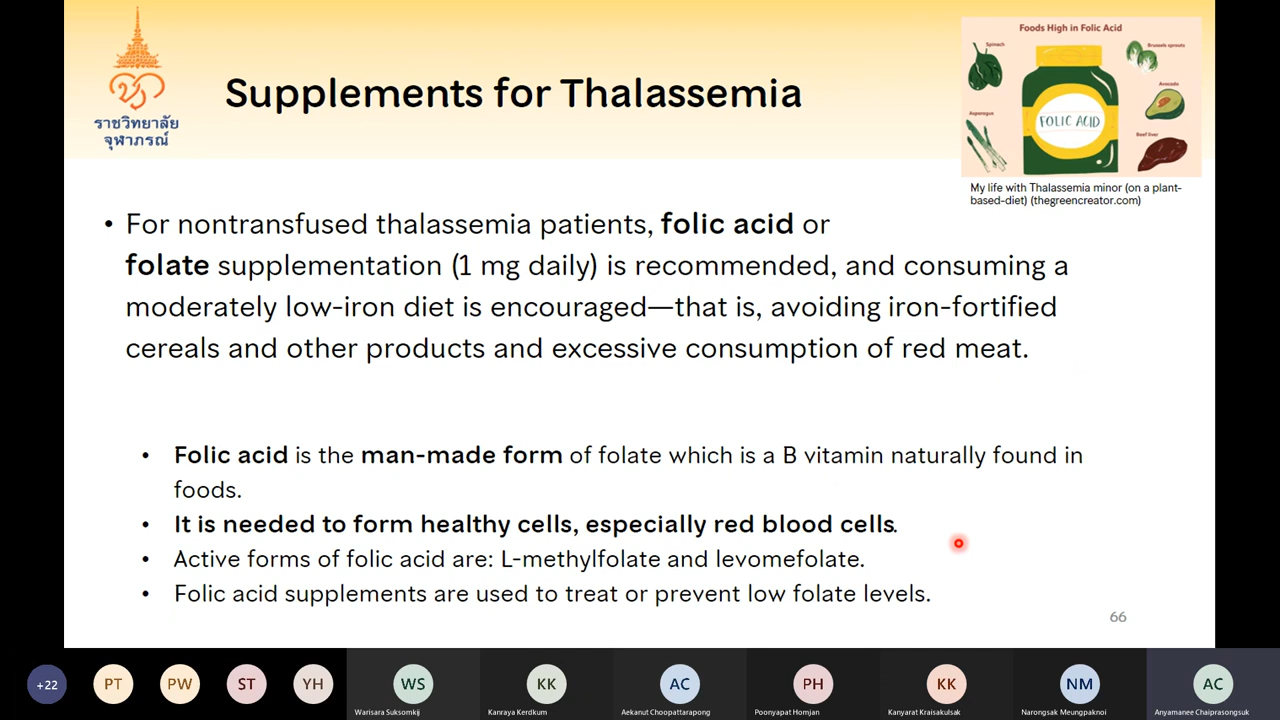 ราชวิทยาลัย
จุฬาภรณ์
Supplements for Thalassemia
Foods High in Folic Acid
Spinach
Brussels sprouts
Avocado
Asparagus
FOLIC ACID
Beef liver
My life with Thalassemia minor (on a plant-
based-diet) (thegreencreator.com)
• For nontransfused thalassemia patients, folic acid or
folate supplementation (1 mg daily) is recommended, and consuming a
moderately low-iron diet is encouraged—that is, avoiding iron-fortified
cereals and other products and excessive consumption of red meat.
• Folic acid is the man-made form of folate which is a B vitamin naturally found in
foods.
• It is needed to form healthy cells, especially red blood cells.
• Active forms of folic acid are: L-methylfolate and levomefolate.
• Folic acid supplements are used to treat or prevent low folate levels.
66
+22
PT
PW
ST
YH
WS
KK
AC
PH
KK
NM
AC
Warisara Suksomkij
Kanraya Kerdkum
Aekanut Choopattarapong
Poonyapat Homjan
Kanyarat Kraisakulsak
Narongsak Meungpaknoi
Anyamanee Chaiprasongsuk